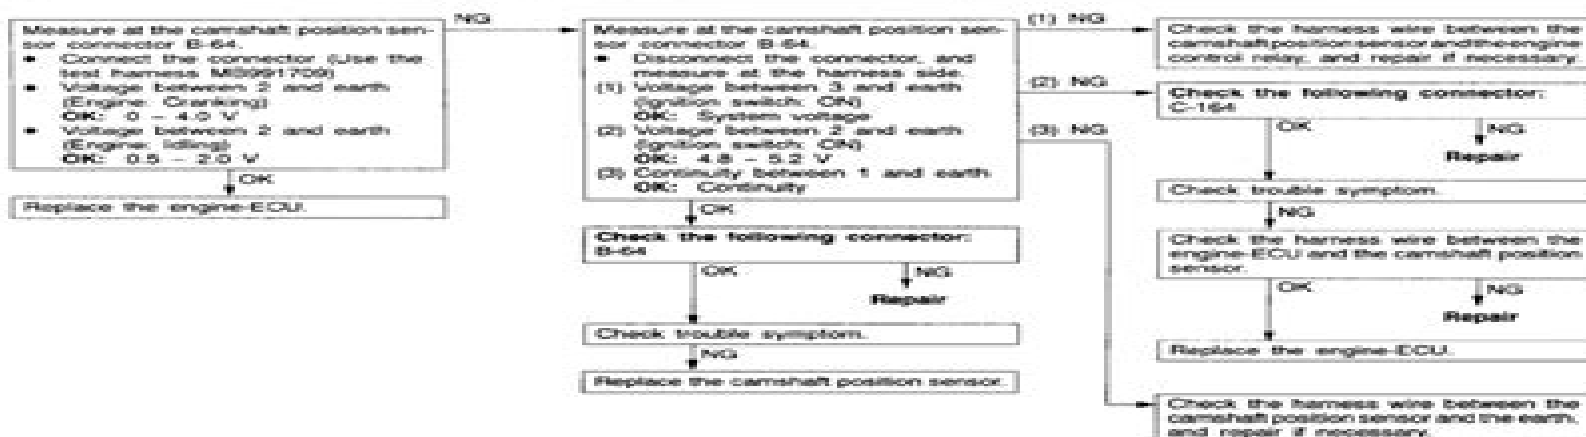 Measure at the camshaft position sen-
sor connector B-64.
• Connect the connector (Use the
test harness MB991709)
• Voltage between 2 and earth
(Engine: Cranking)
OK: 0 – 4.0 V
• Voltage between 2 and earth
(Engine: Idling)
OK: 0.5 – 2.0 V
OK
Replace the engine-ECU.
NG
Measure at the camshaft position sen-
sor connector B-64.
• Disconnect the connector, and
measure at the harness side.
(1) Voltage between 3 and earth
(Ignition switch: ON)
OK: System voltage
(2) Voltage between 2 and earth
(Ignition switch: ON)
OK: 4.8 – 5.2 V
(3) Continuity between 1 and earth
OK: Continuity
OK
Check the following connector:
B-64
OK
NG
Repair
Check trouble symptom.
NG
Replace the camshaft position sensor.
(1) NG
Check the harness wire between the
camshaft position sensor and the engine
control relay, and repair if necessary.
(2) NG
Check the following connector:
C-164
OK
NG
Repair
Check trouble symptom.
NG
Check the harness wire between the
engine-ECU and the camshaft position
sensor.
OK
NG
Repair
Replace the engine-ECU.
(3) NG
Check the harness wire between the
camshaft position sensor and the earth,
and repair if necessary.